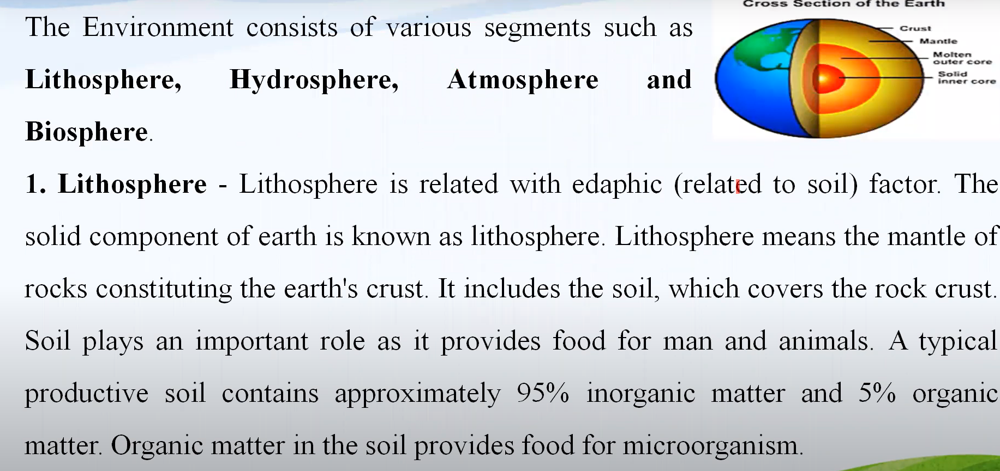 Cross Section of the Earth
The Environment consists of various segments such as
Lithosphere, Hydrosphere, Atmosphere and
Biosphere.
Crust
Mantle
Molten
outer core
Solid
inner core
1. Lithosphere - Lithosphere is related with edaphic (related to soil) factor. The
solid component of earth is known as lithosphere. Lithosphere means the mantle of
rocks constituting the earth's crust. It includes the soil, which covers the rock crust.
Soil plays an important role as it provides food for man and animals. A typical
productive soil contains approximately 95% inorganic matter and 5% organic
matter. Organic matter in the soil provides food for microorganism.